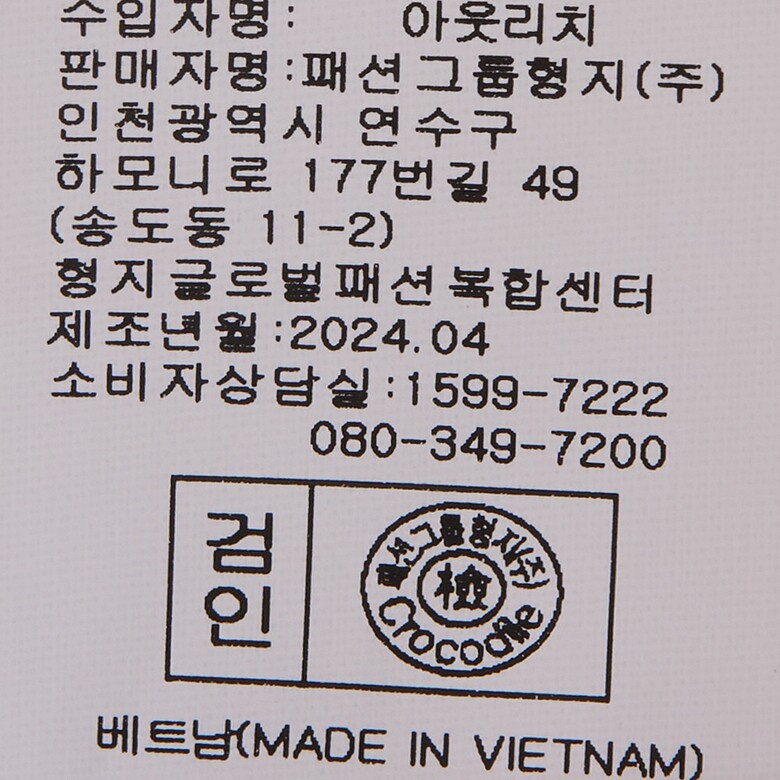 수입자명: 아웃리치
판매자명:패션그룹형지(주)
인천광역시 연수구
하모니로 177번길 49
(송도동 11-2)
형지글로벌패션복합센터
제조년월:2024.04
소비자상담실:1599-7222
080-349-7200
검인
패션그룹형지(주)
檢
Crocodile
베트남(MADE IN VIETNAM)